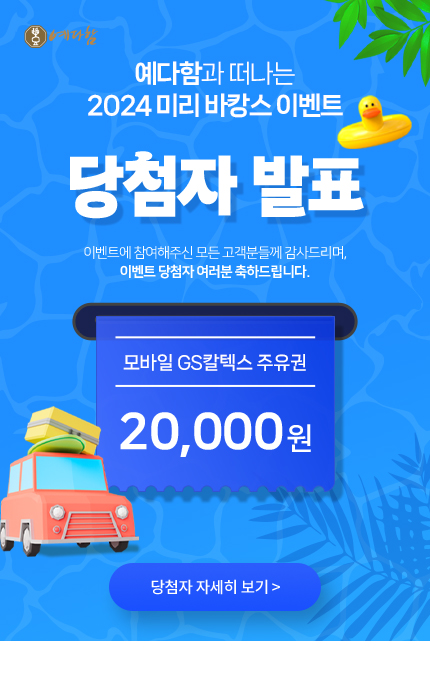 예다함
예다함과 떠나는
2024 미리 바캉스 이벤트
당첨자 발표
이벤트에 참여해주신 모든 고객분들께 감사드리며,
이벤트 당첨자 여러분 축하드립니다.
모바일 GS칼텍스 주유권
20,000원
당첨자 자세히 보기 >